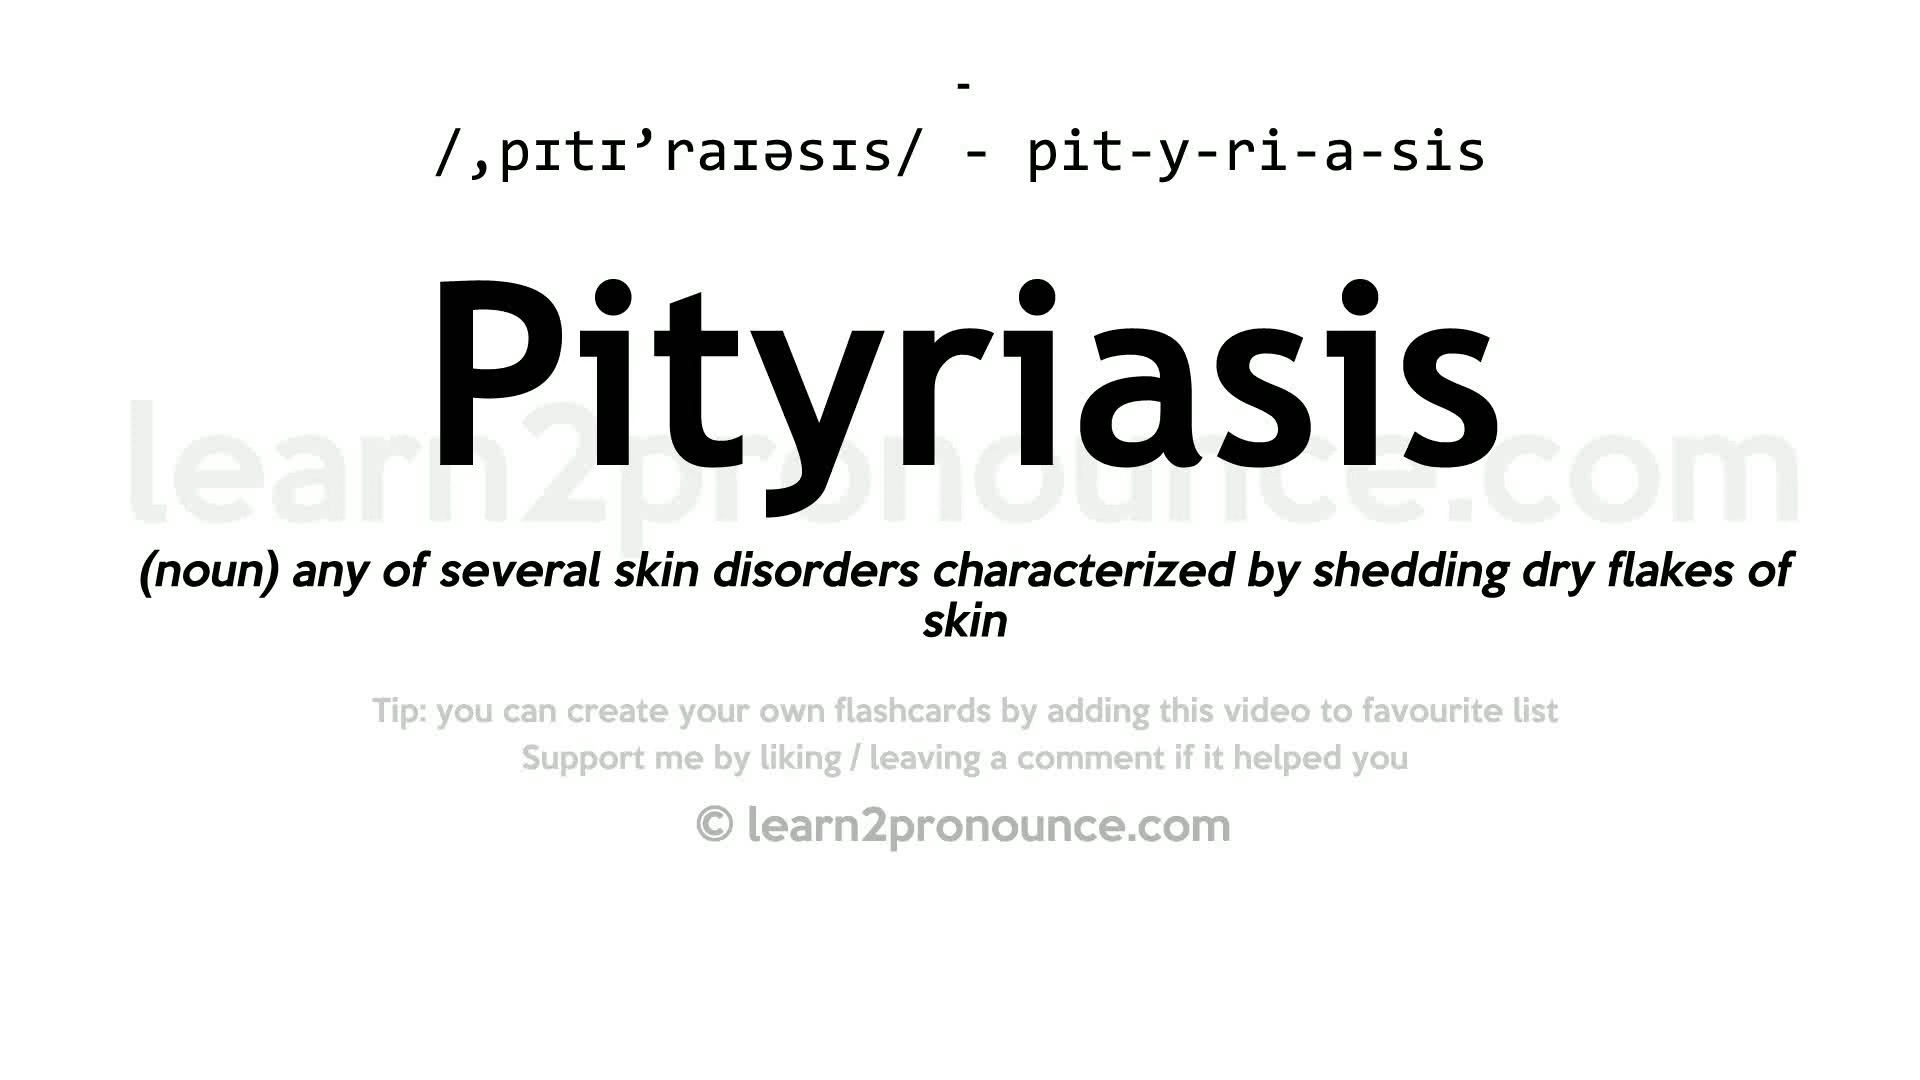 -
/,pɪtɪ’raɪəsɪs/ - pit-y-ri-a-sis
Pityriasis
learn2pronounce.com
(noun) any of several skin disorders characterized by shedding dry flakes of
skin
Tip: you can create your own flashcards by adding this video to favourite list
Support me by liking / leaving a comment if it helped you
© learn2pronounce.com